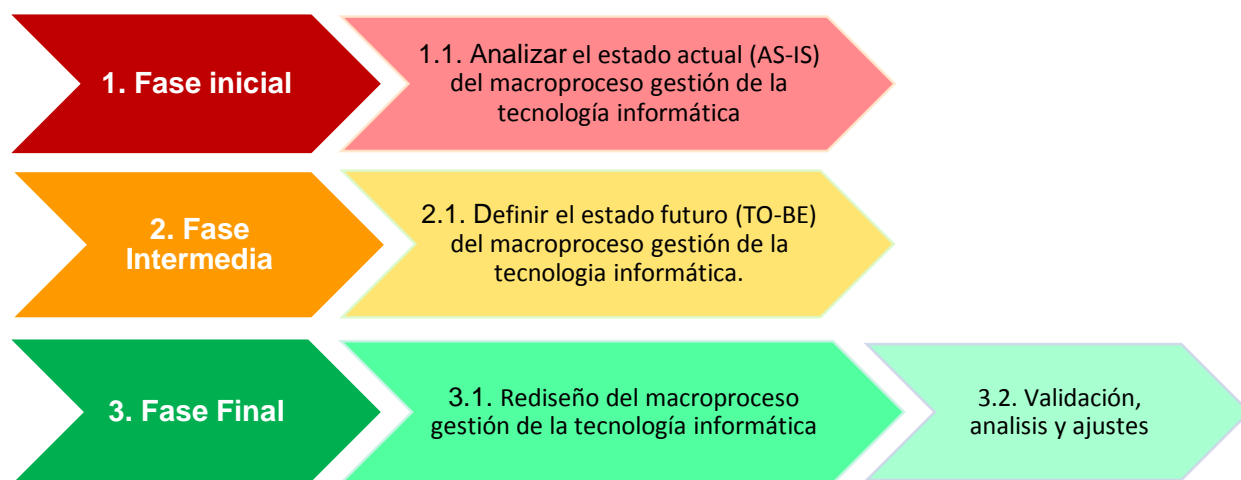 1. Fase inicial
1.1. Analizar el estado actual (AS-IS)
del macroproceso gestión de la
tecnología informática
2. Fase
Intermedia
2.1. Definir el estado futuro (TO-BE)
del macroproceso gestión de la
tecnologia informática.
3. Fase Final
3.1. Rediseño del macroproceso
gestión de la tecnología informática
3.2. Validación,
analisis y ajustes